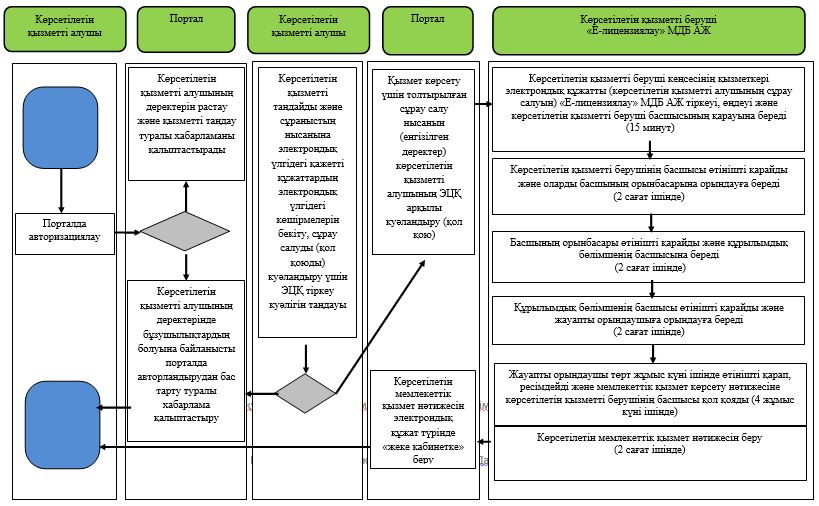 Көрсетілетін
қызметті алушы
Портал
Көрсетілетін
қызметті алушы
Портал
Көрсетілетін қызметті беруші
«Е-лицензиялау» МДБ АЖ
Порталда
авторизациялау
Көрсетілетін
қызметті алушының
деректерін растау
және қызметті таңдау
туралы хабарламаны
қалыптастырады
Көрсетілетін
қызметті алушының
деректерінде
бұзушылықтардың
болуына байланысты
порталда
авторландырудан бас
тарту туралы
хабарлама
қалыптастыру
Көрсетілетін
қызметті
таңдайды және
сұраныстың
нысанына
электрондық
үлгідегі қажетті
құжаттардың
электрондық
үлгідегі
көшірмелерін
бекіту, сұрау
салуды (қол
қоюды)
куәландыру үшін
ЭЦҚ тіркеу
куәлігін таңдауы
Қызмет көрсету
үшін толтырылған
сұрау салу
нысанын
(енгізілген
деректер)
көрсетілетін
қызметті
алушының ЭЦҚ
арқылы
куәландыру (қол
қою)
Көрсетілетін
мемлекеттік
қызмет нәтижесін
электрондық
құжат түрінде
«жеке кабинетке»
беру
Көрсетілетін қызметті беруші кеңсесінің қызметкері
электрондық құжатты (көрсетілетін қызметті алушының сұрау
салуын) «Е-лицензиялау» МДБ АЖ тіркеуі, өңдеуі және
көрсетілетін қызметті беруші басшысының қарауына береді
(15 минут)
Көрсетілетін қызметті берушінің басшысы өтінішті қарайды
және оларды басшының орынбасарына орындауға береді
(2 сағат ішінде)
Басшының орынбасары өтінішті қарайды және құрылымдық
бөлімшенің басшысына береді
(2 сағат ішінде)
Құрылымдық бөлімшенің басшысы өтінішті қарайды және
жауапты орындаушыға орындауға береді
(2 сағат ішінде)
Жауапты орындаушы төрт жұмыс күні ішінде өтінішті қарап,
ресімдейді және мемлекеттік қызмет көрсету нәтижесіне
көрсетілетін қызметті берушінің басшысы қол қояды (4 жұмыс
күні ішінде)
Көрсетілетін мемлекеттік қызмет нәтижесін беру
(2 сағат ішінде)